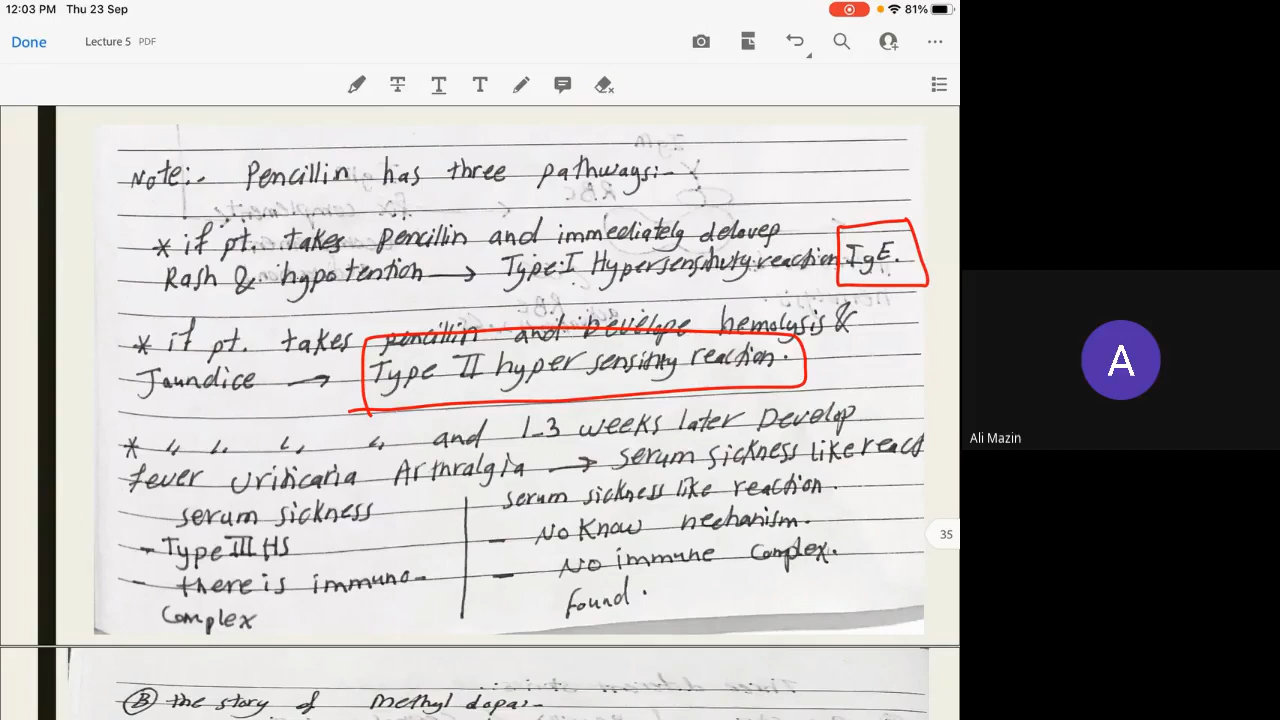 12:03 PM Thu 23 Sep
81%
Done
Lecture 5 PDF
Note:- Pencillin has three pathways:-
* if pt. takes pencillin and immediately delovep
Rash & hypotention → Type:I Hypersensitivity reaction IgE.
* if pt. takes pencillin and Develope hemolysis &
Jaundice → Type II hyper sensitivity reaction.
* " " " " and 1-3 weeks later Develop
fever urticaria Arthralgia → serum sickness like react
serum sickness
- Type III HS
- there is immuno-
complex
serum sickness like reaction.
- No Know mechanism.
- No immune complex.
found.
35
(B) the story of methyl dopa:-
A
Ali Mazin